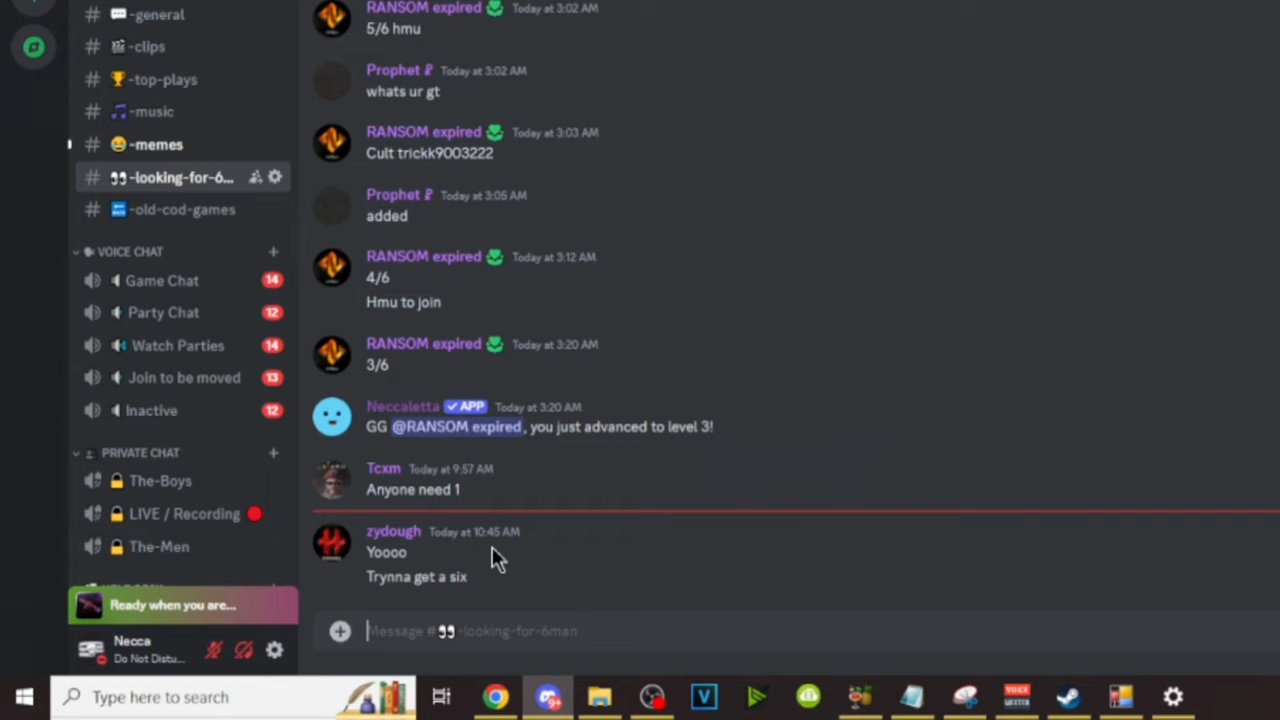 -general
-clips
-top-plays
-music
-memes
-looking-for-6...
-old-cod-games
VOICE CHAT
Game Chat 14
Party Chat 12
Watch Parties 14
Join to be moved 13
Inactive 12
PRIVATE CHAT
The-Boys
LIVE / Recording
The-Men
Ready when you are...
Necca
Do Not Distu...
RANSOM expired Today at 3:02 AM
5/6 hmu
Prophet Today at 3:02 AM
whats ur gt
RANSOM expired Today at 3:03 AM
Cult trickk9003222
Prophet Today at 3:05 AM
added
RANSOM expired Today at 3:12 AM
4/6
Hmu to join
RANSOM expired Today at 3:20 AM
3/6
Neccaletta ✓ APP Today at 3:20 AM
GG @RANSOM expired, you just advanced to level 3!
Tcxm Today at 9:57 AM
Anyone need 1
zydough Today at 10:45 AM
Yoooo
Trynna get a six
Message #👀-looking-for-6man
Type here to search
9+
V